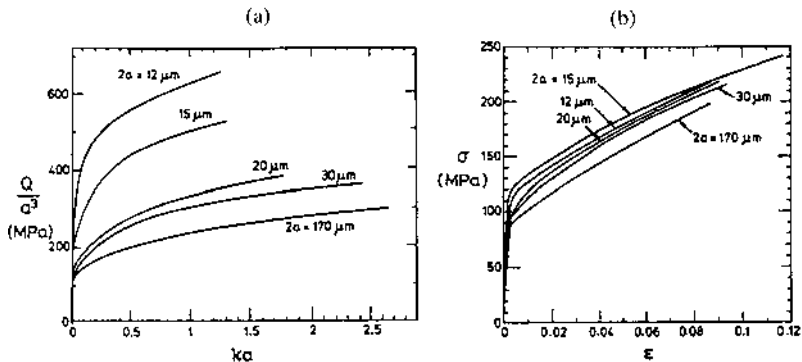 (a)
600
400
200
0
Q
a³
(MPa)
2a = 12 μm
15 μm
20 μm
30 μm
2a = 170 μm
0 0.5 1 1.5 2 2.5
ka
(b)
250
200
150
100
50
0
σ
(MPa)
2a = 15 μm
12 μm
20 μm
30 μm
2a = 170 μm
0 0.02 0.04 0.06 0.08 0.1 0.12
ε